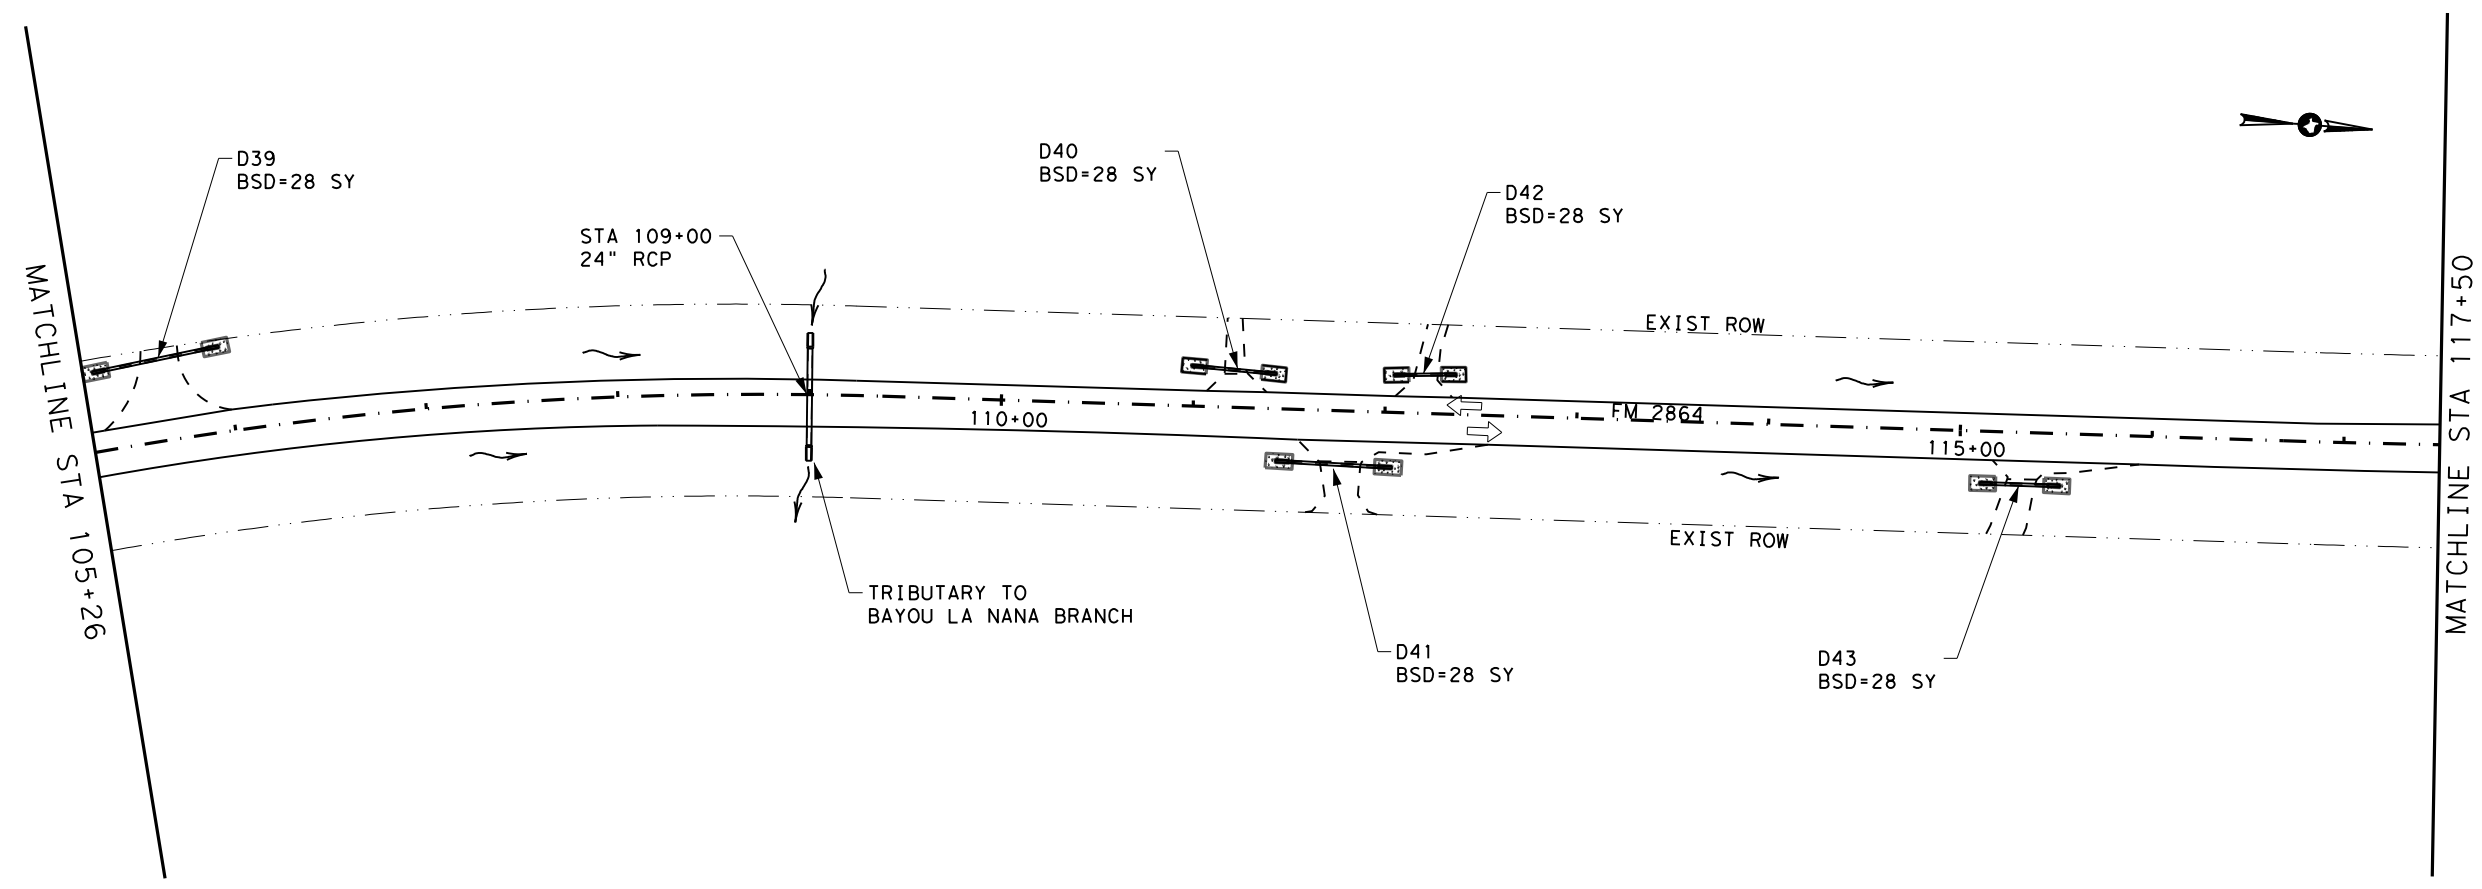 D39
BSD=28 SY
STA 109+00
24" RCP
D40
BSD=28 SY
D42
BSD=28 SY
EXIST ROW
MATCHLINE STA 105+26
110+00
FM 2864
115+00
MATCHLINE STA 117+50
EXIST ROW
TRIBUTARY TO
BAYOU LA NANA BRANCH
D41
BSD=28 SY
D43
BSD=28 SY